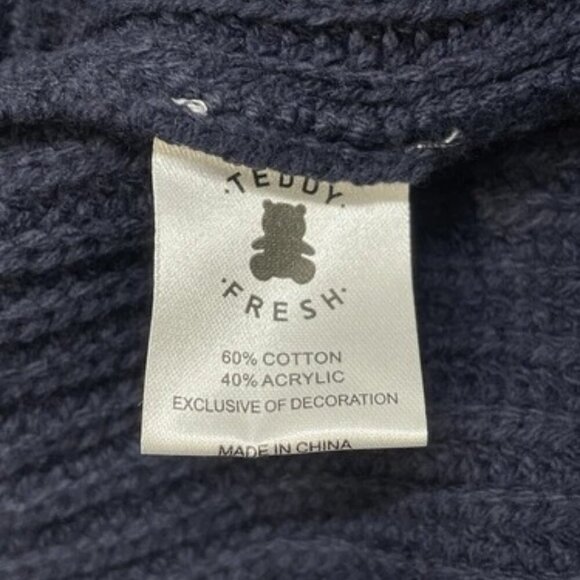 ·TEDDY·
·FRESH·
60% COTTON
40% ACRYLIC
EXCLUSIVE OF DECORATION
MADE IN CHINA